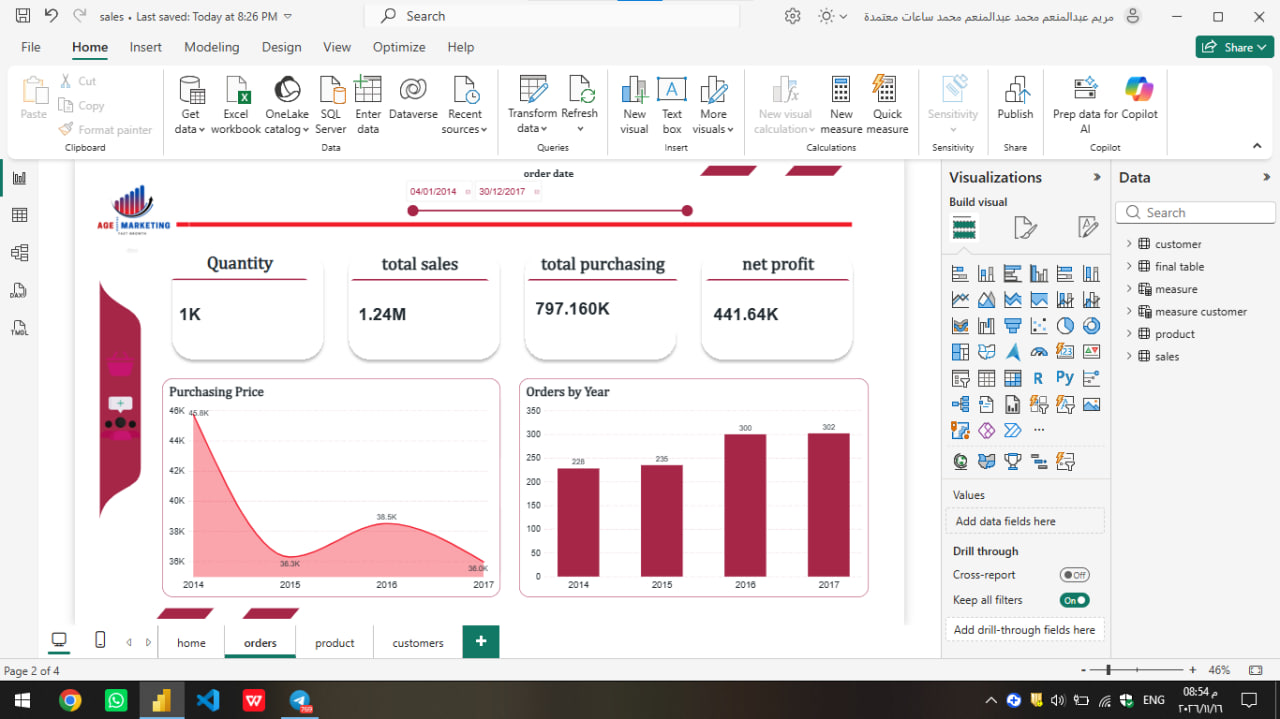 sales • Last saved: Today at 8:26 PM
Search
مريم عبدالمنعم محمد عبدالمنعم محمد ساعات معتمدة
File Home Insert Modeling Design View Optimize Help
Share
Paste
Cut
Copy
Format painter
Clipboard
Get data
Excel workbook
OneLake catalog
SQL Server
Enter data
Dataverse
Recent sources
Data
Transform data
Refresh
Queries
New visual
Text box
More visuals
Insert
New visual calculation
New measure
Quick measure
Calculations
Sensitivity
Sensitivity
Publish
Share
Prep data for AI
Copilot
Copilot
order date
04/01/2014
30/12/2017
AGE MARKETING
FAST GROWTH
Quantity
1K
total sales
1.24M
total purchasing
797.160K
net profit
441.64K
Purchasing Price
46K
44K
42K
40K
38K
36K
45.8K
36.3K
38.5K
36.0K
2014 2015 2016 2017
Orders by Year
350
300
250
200
150
100
50
0
228
235
300
302
2014 2015 2016 2017
Visualizations
Build visual
123
R
Py
Values
Add data fields here
Drill through
Cross-report
Off
Keep all filters
On
Add drill-through fields here
Data
Search
customer
final table
measure
measure customer
product
sales
DAX
TMDL
home
orders
product
customers
+
Page 2 of 4
- + 46%
W
769
ENG
08:54 م